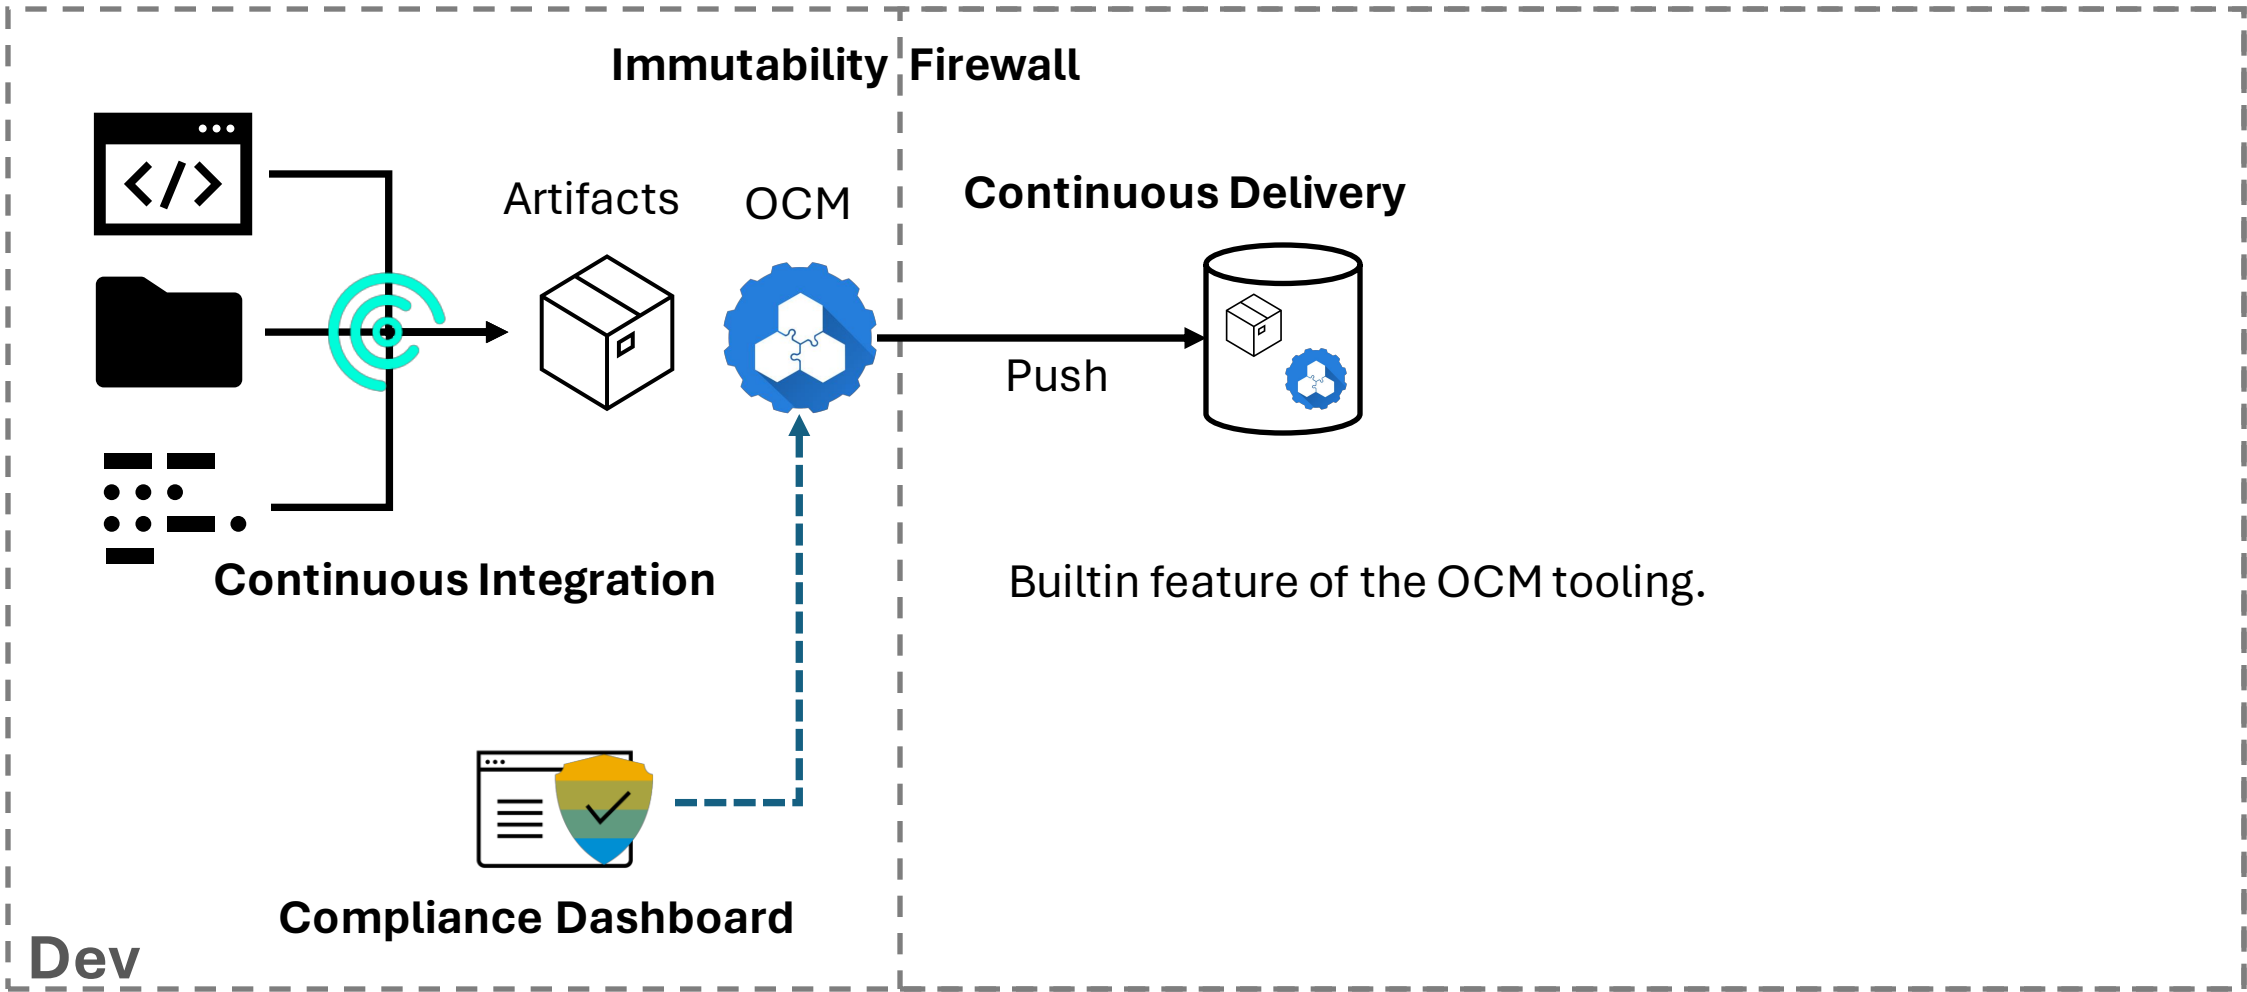 Immutability Firewall
Artifacts
OCM
Continuous Delivery
Push
Continuous Integration
Builtin feature of the OCM tooling.
Compliance Dashboard
Dev